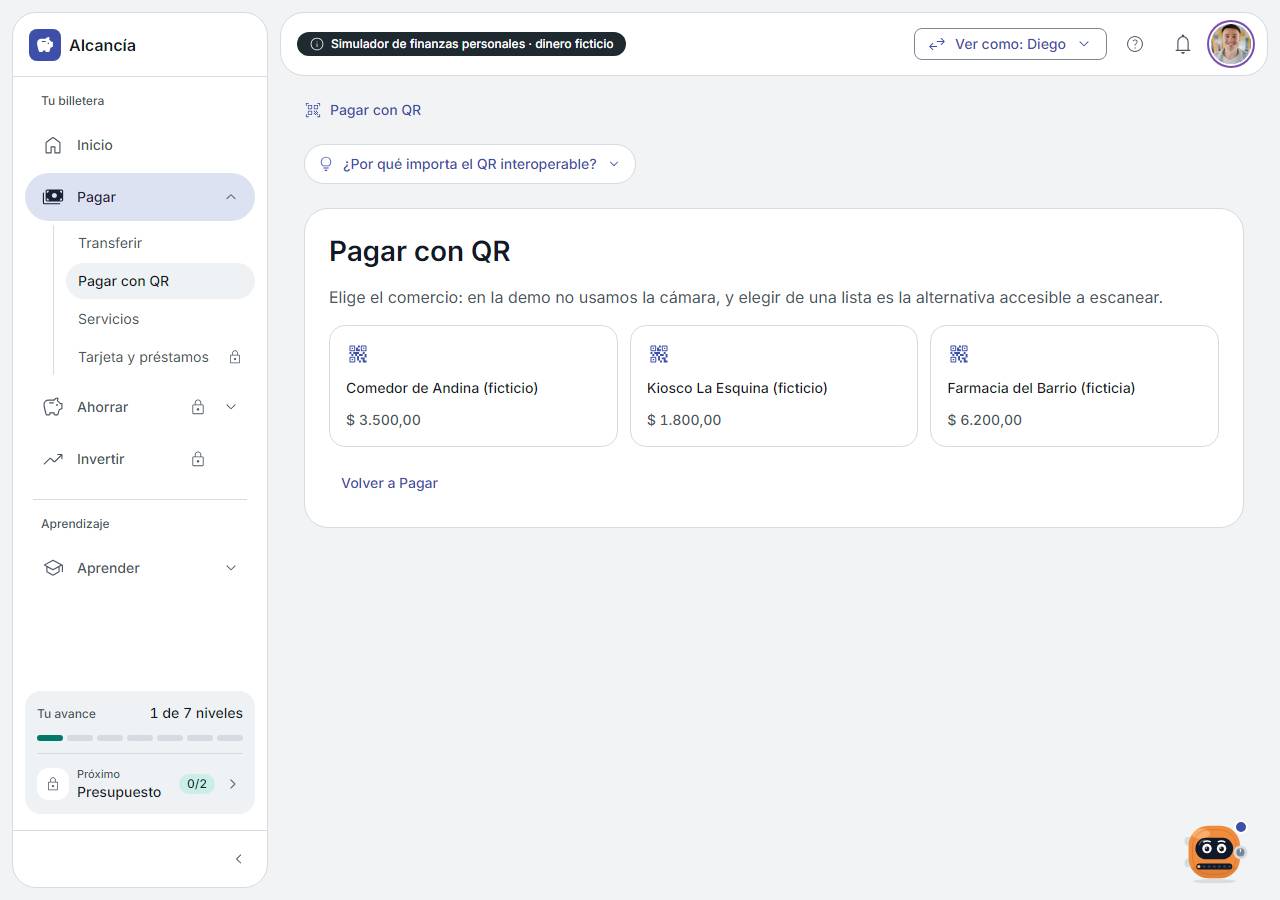 Alcancía
Simulador de finanzas personales · dinero ficticio
Ver como: Diego
Tu billetera
Inicio
Pagar
Transferir
Pagar con QR
Servicios
Tarjeta y préstamos
Ahorrar
Invertir
Aprendizaje
Aprender
Tu avance
1 de 7 niveles
Próximo
Presupuesto
0/2
Pagar con QR
¿Por qué importa el QR interoperable?
Pagar con QR
Elige el comercio: en la demo no usamos la cámara, y elegir de una lista es la alternativa accesible a escanear.
Comedor de Andina (ficticio)
$ 3.500,00
Kiosco La Esquina (ficticio)
$ 1.800,00
Farmacia del Barrio (ficticia)
$ 6.200,00
Volver a Pagar